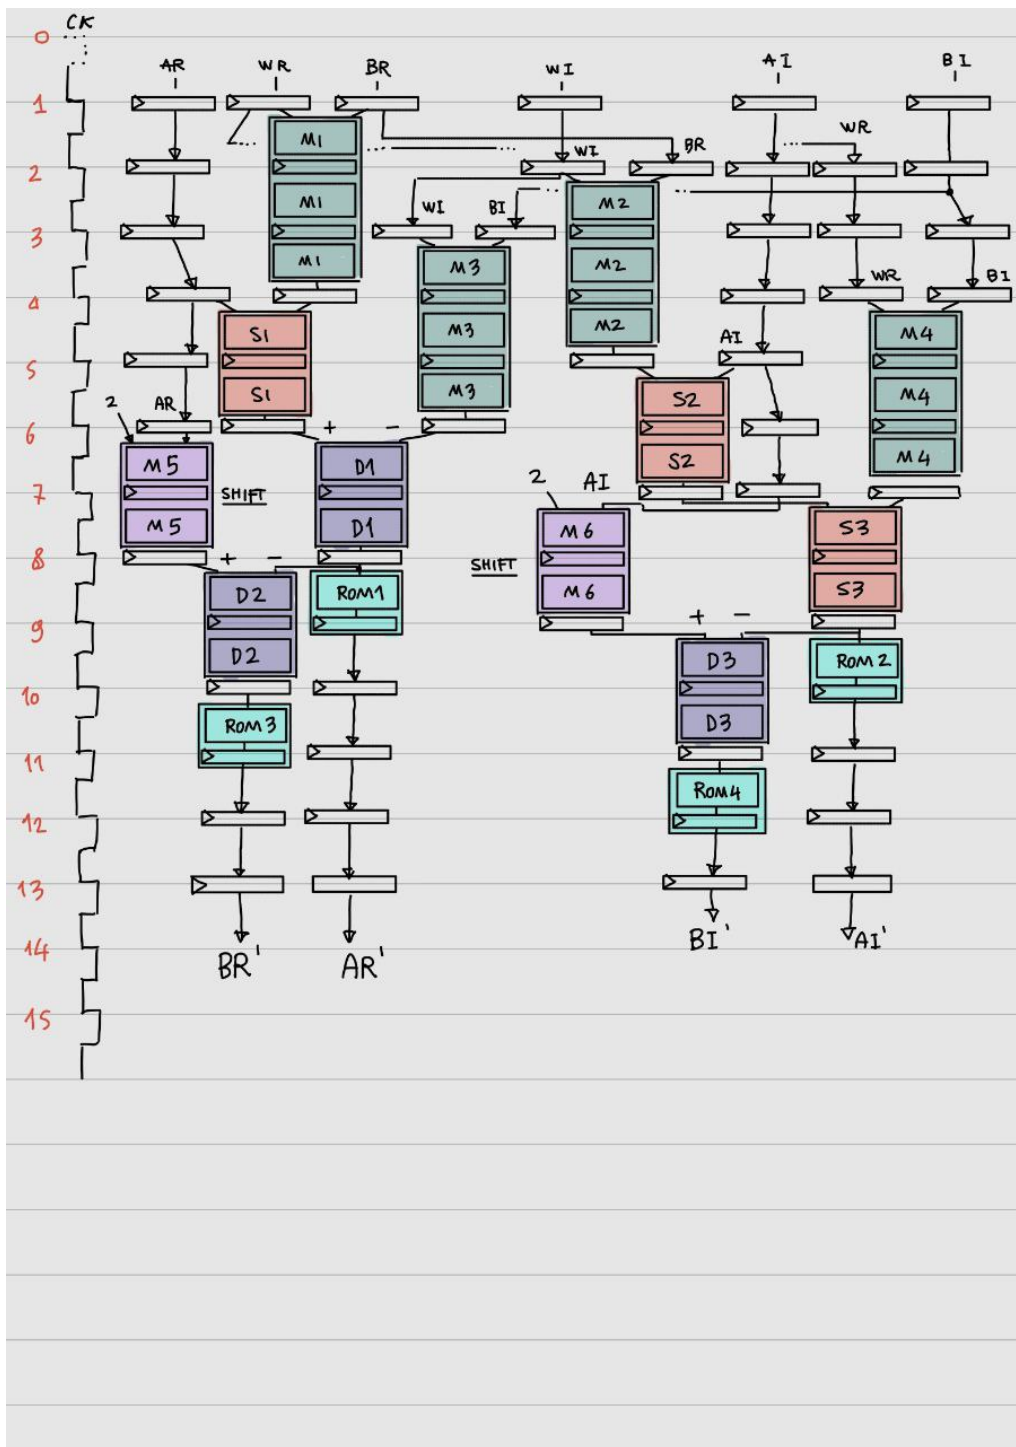 CK
0
AR WR BR WI AI BI
1
M1 WR
WI BR
2
M1 WI BI M2
3
M1 M3 M2 WR BI
4
S1 M3 M2 AI M4
5
S1 M3 S2 M4
2 AR + -
6
M5 D1 S2 M4
7
SHIFT 2 AI
M5 D1 M6 S3
8
+ - SHIFT
D2 ROM1 M6 S3
9
+ -
D2 D3 ROM2
10
ROM3 D3
11
ROM4
12
13
BR' AR' BI' AI'
14
15